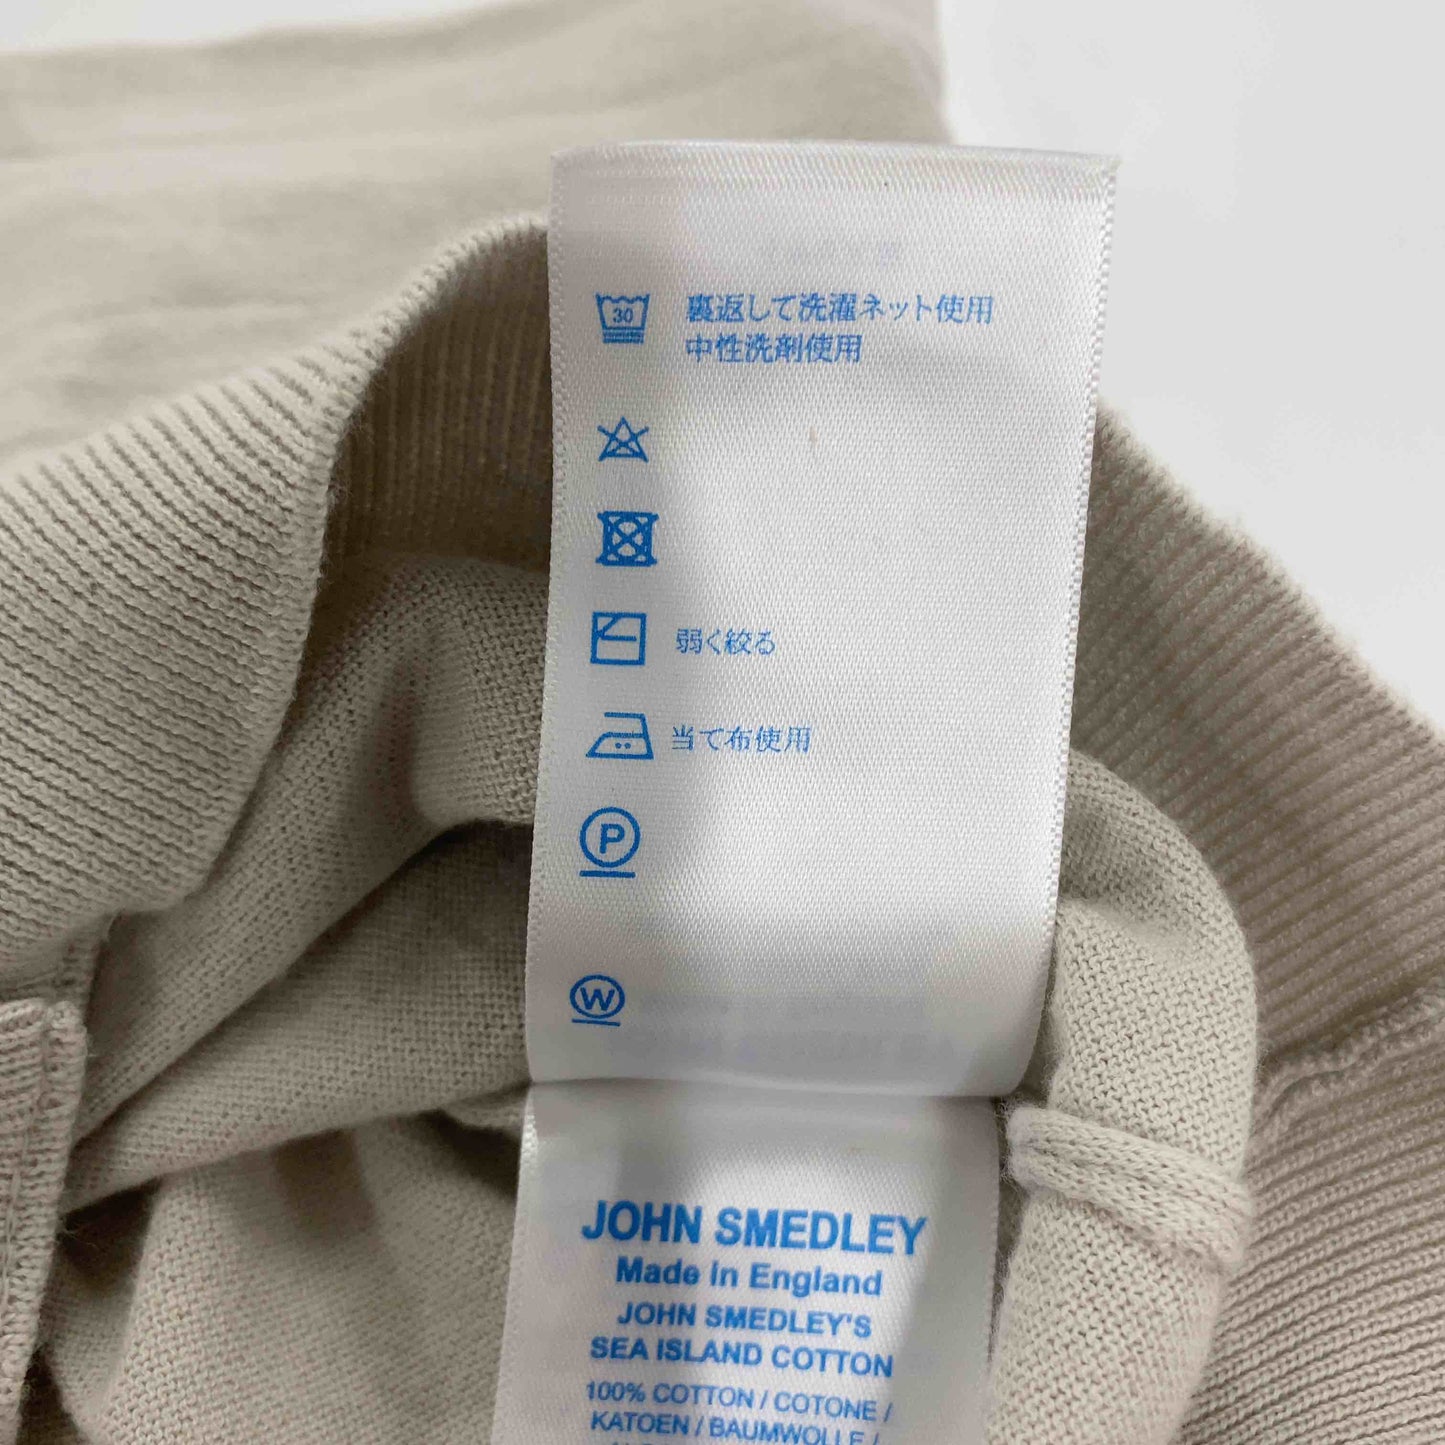 30 裏返して洗濯ネット使用
中性洗剤使用
弱く絞る
当て布使用
P
W
JOHN SMEDLEY
Made In England
JOHN SMEDLEY'S
SEA ISLAND COTTON
100% COTTON / COTONE /
KATOEN / BAUMWOLLE /